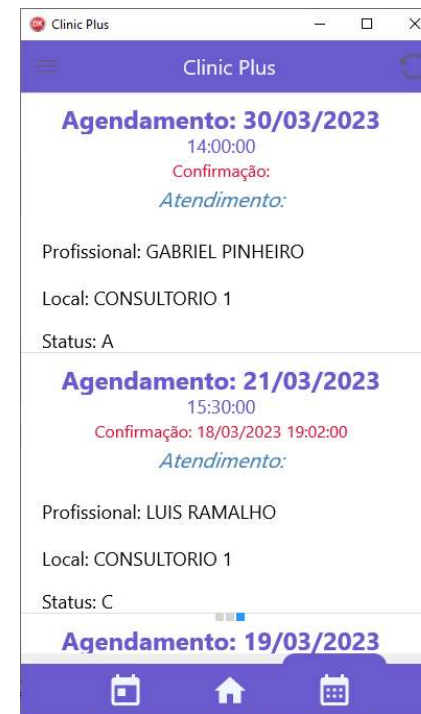 Clinic Plus
Clinic Plus
Agendamento: 30/03/2023
14:00:00
Confirmação:
Atendimento:
Profissional: GABRIEL PINHEIRO
Local: CONSULTORIO 1
Status: A
Agendamento: 21/03/2023
15:30:00
Confirmação: 18/03/2023 19:02:00
Atendimento:
Profissional: LUIS RAMALHO
Local: CONSULTORIO 1
Status: C
Agendamento: 19/03/2023